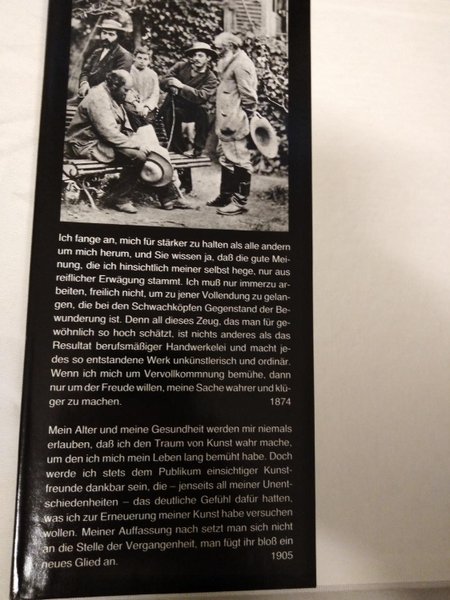 Ich fange an, mich für stärker zu halten als alle andern
um mich herum, und Sie wissen ja, daß die gute Mei-
nung, die ich hinsichtlich meiner selbst hege, nur aus
reiflicher Erwägung stammt. Ich muß nur immerzu ar-
beiten, freilich nicht, um zu jener Vollendung zu gelan-
gen, die bei den Schwachköpfen Gegenstand der Be-
wunderung ist. Denn all dieses Zeug, das man für ge-
wöhnlich so hoch schätzt, ist nichts anderes als das
Resultat berufsmäßiger Handwerkelei und macht je-
des so entstandene Werk unkünstlerisch und ordinär.
Wenn ich mich um Vervollkommnung bemühe, dann
nur um der Freude willen, meine Sache wahrer und klü-
ger zu machen. 1874
Mein Alter und meine Gesundheit werden mir niemals
erlauben, daß ich den Traum von Kunst wahr mache,
um den ich mich mein Leben lang bemüht habe. Doch
werde ich stets dem Publikum einsichtiger Kunst-
freunde dankbar sein, die – jenseits all meiner Unent-
schiedenheiten – das deutliche Gefühl dafür hatten,
was ich zur Erneuerung meiner Kunst habe versuchen
wollen. Meiner Auffassung nach setzt man sich nicht
an die Stelle der Vergangenheit, man fügt ihr bloß ein
neues Glied an. 1905